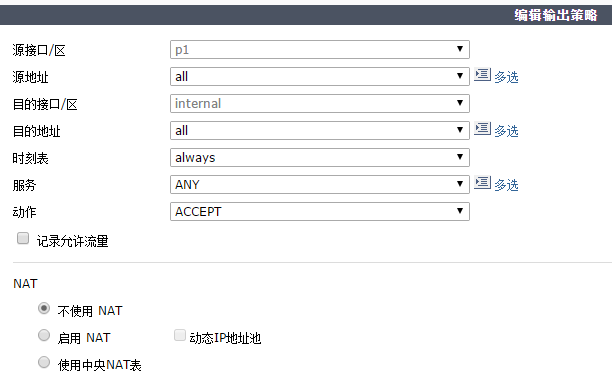 编辑输出策略
源接口/区 p1
源地址 all 多选
目的接口/区 internal
目的地址 all 多选
时刻表 always
服务 ANY 多选
动作 ACCEPT
记录允许流量
NAT
不使用 NAT
启用 NAT 动态IP地址池
使用中央NAT表